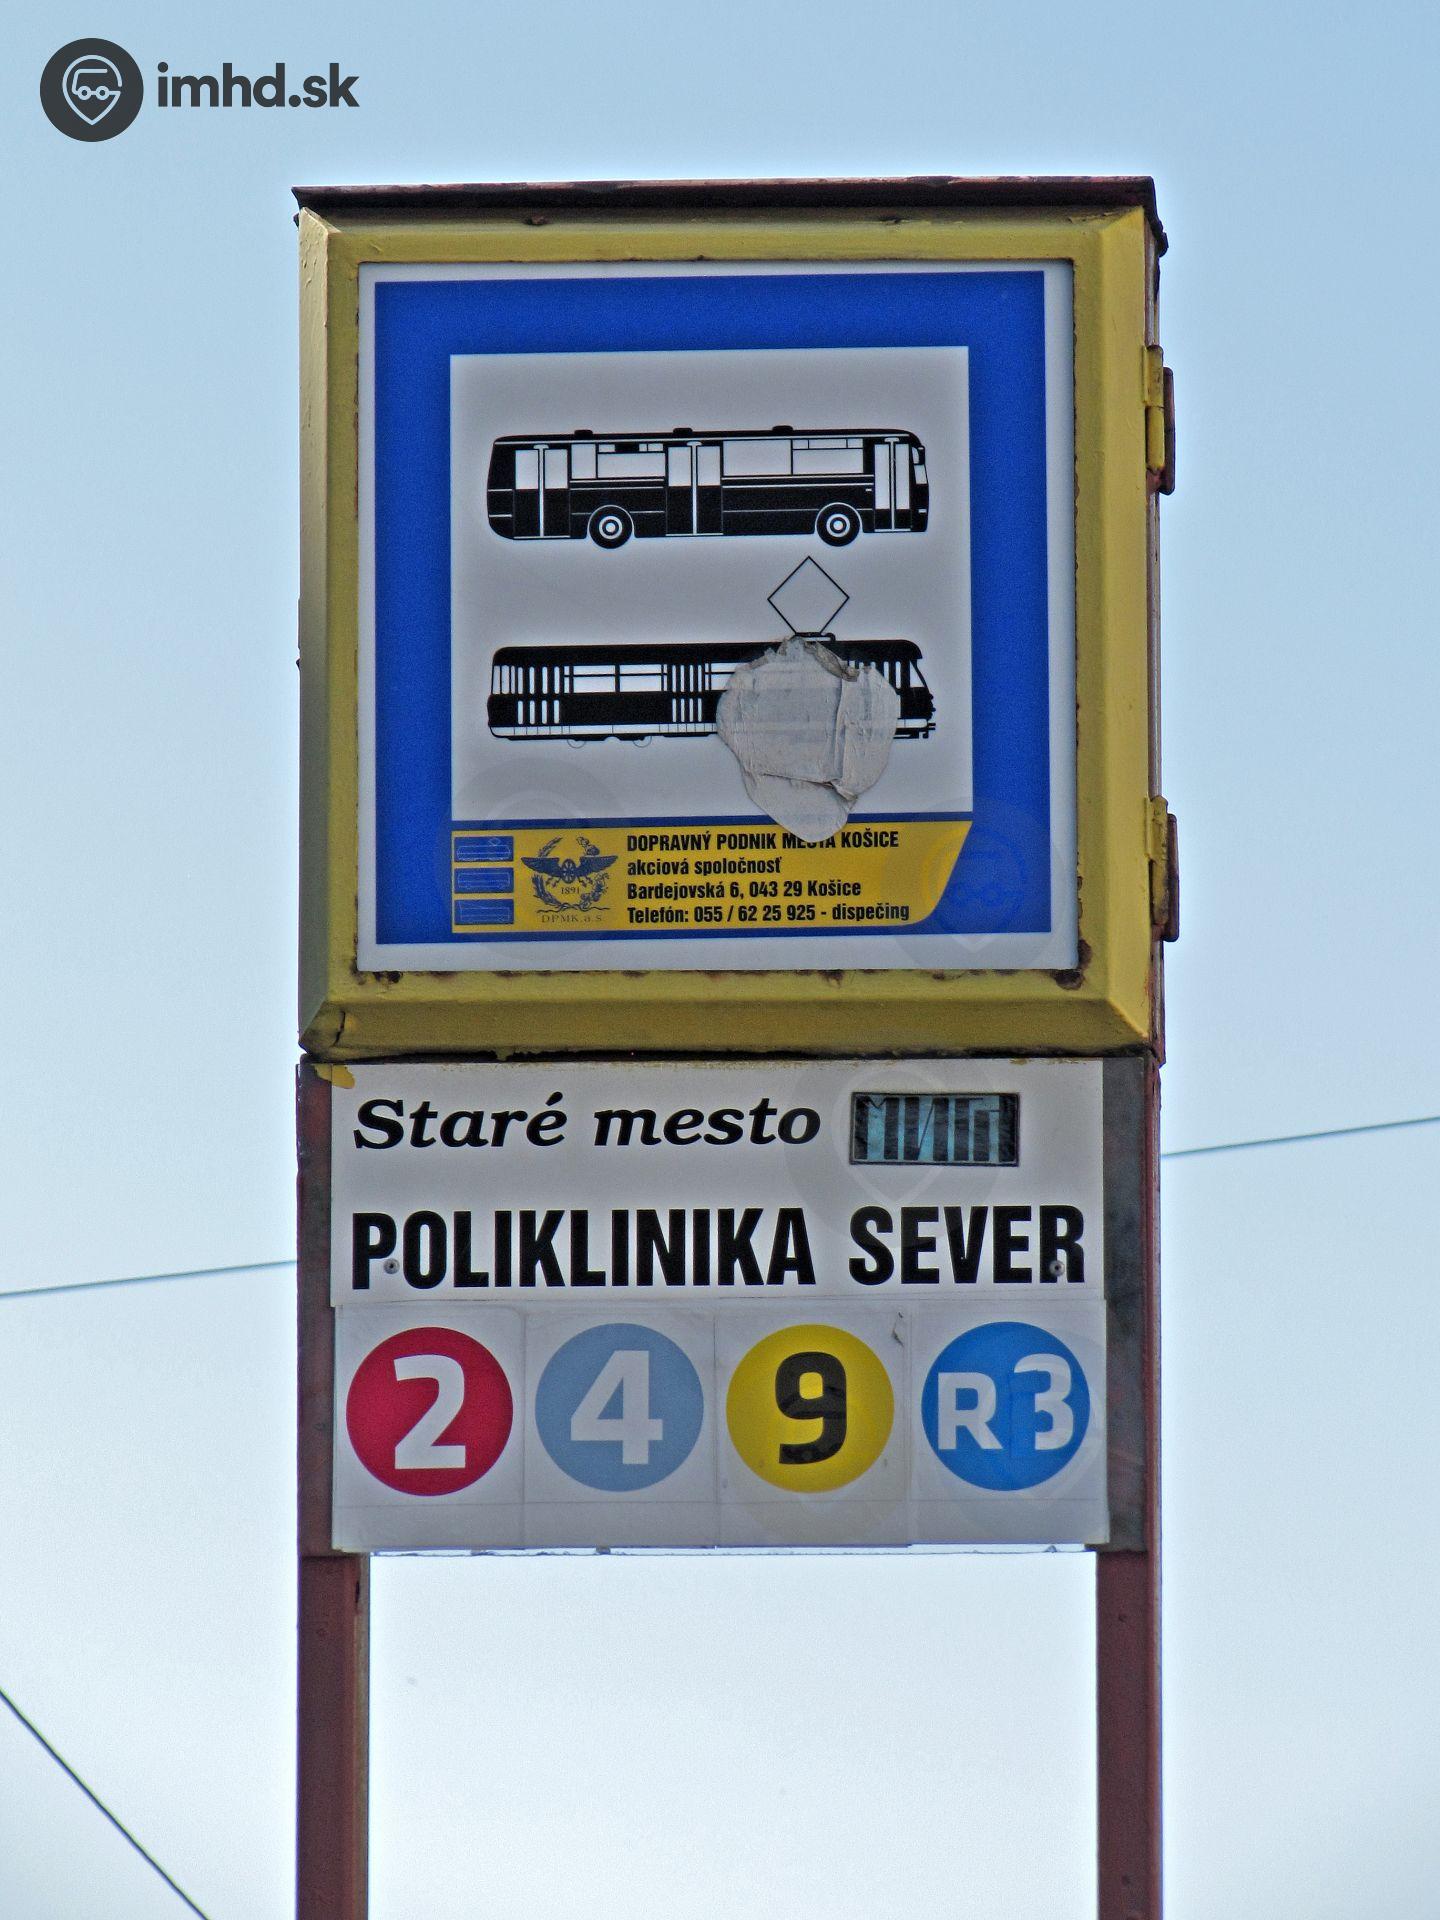 imhd.sk
DOPRAVNÝ PODNIK MESTA KOŠICE
akciová spoločnosť
Bardejovská 6, 043 29 Košice
Telefón: 055 / 62 25 925 - dispečing
1891
DPMK,a.s.
Staré mesto
POLIKLINIKA SEVER
2 4 9 R3